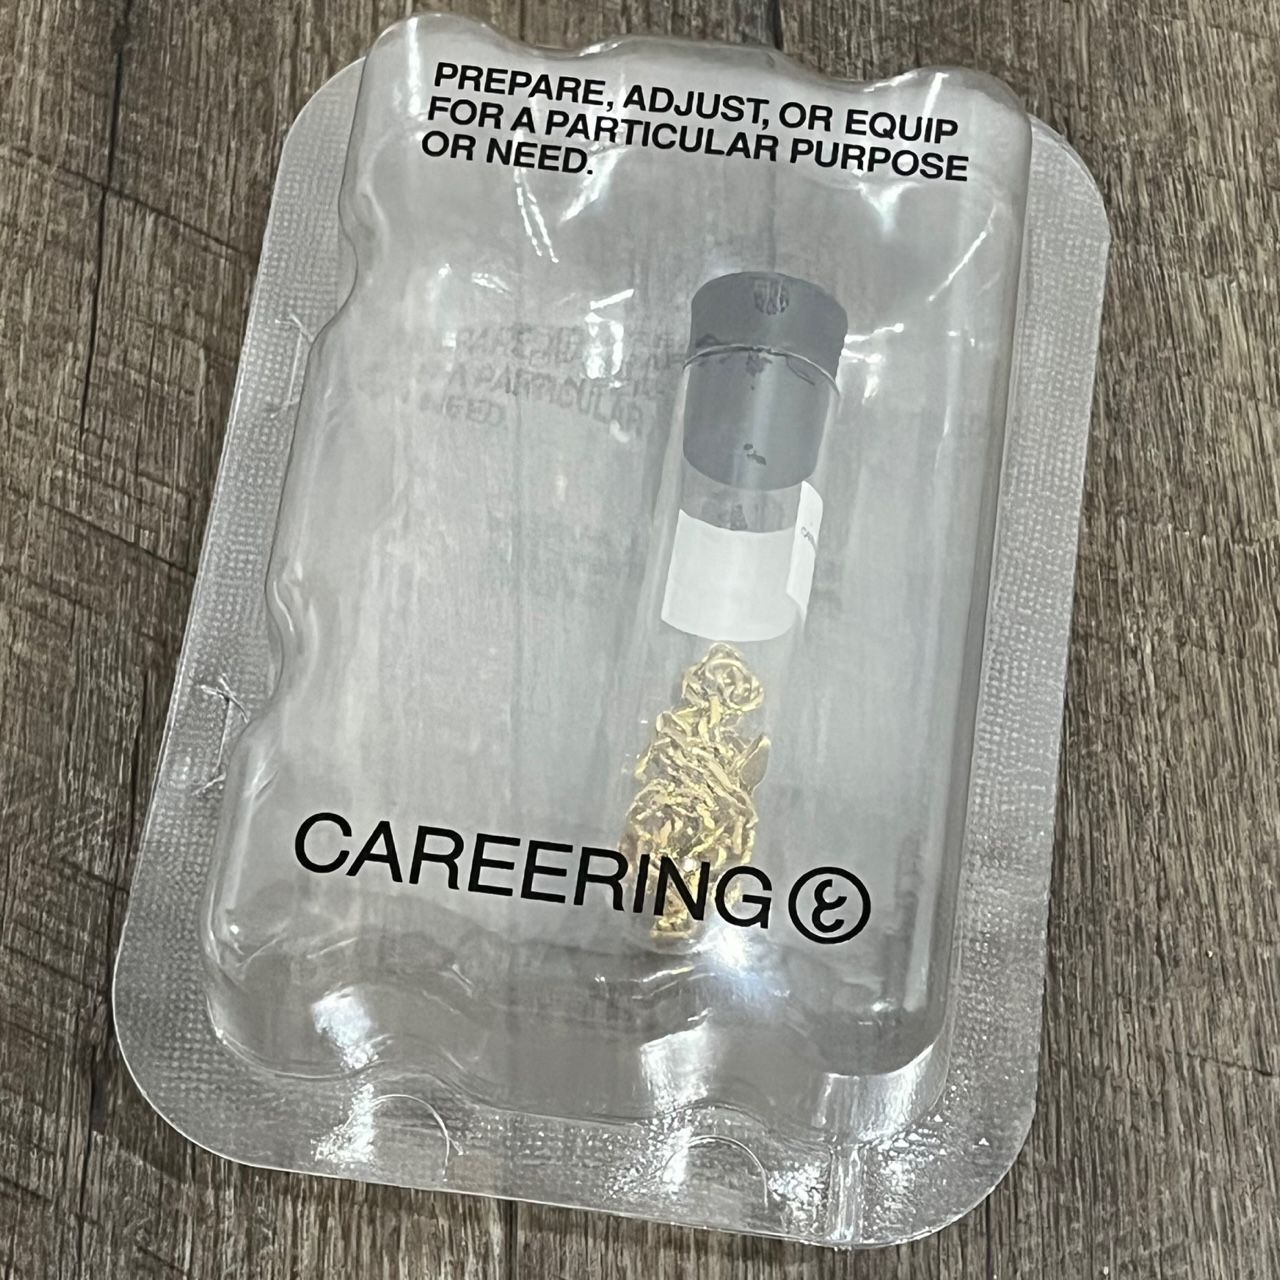 PREPARE, ADJUST, OR EQUIP
FOR A PARTICULAR PURPOSE
OR NEED.
CAREERING